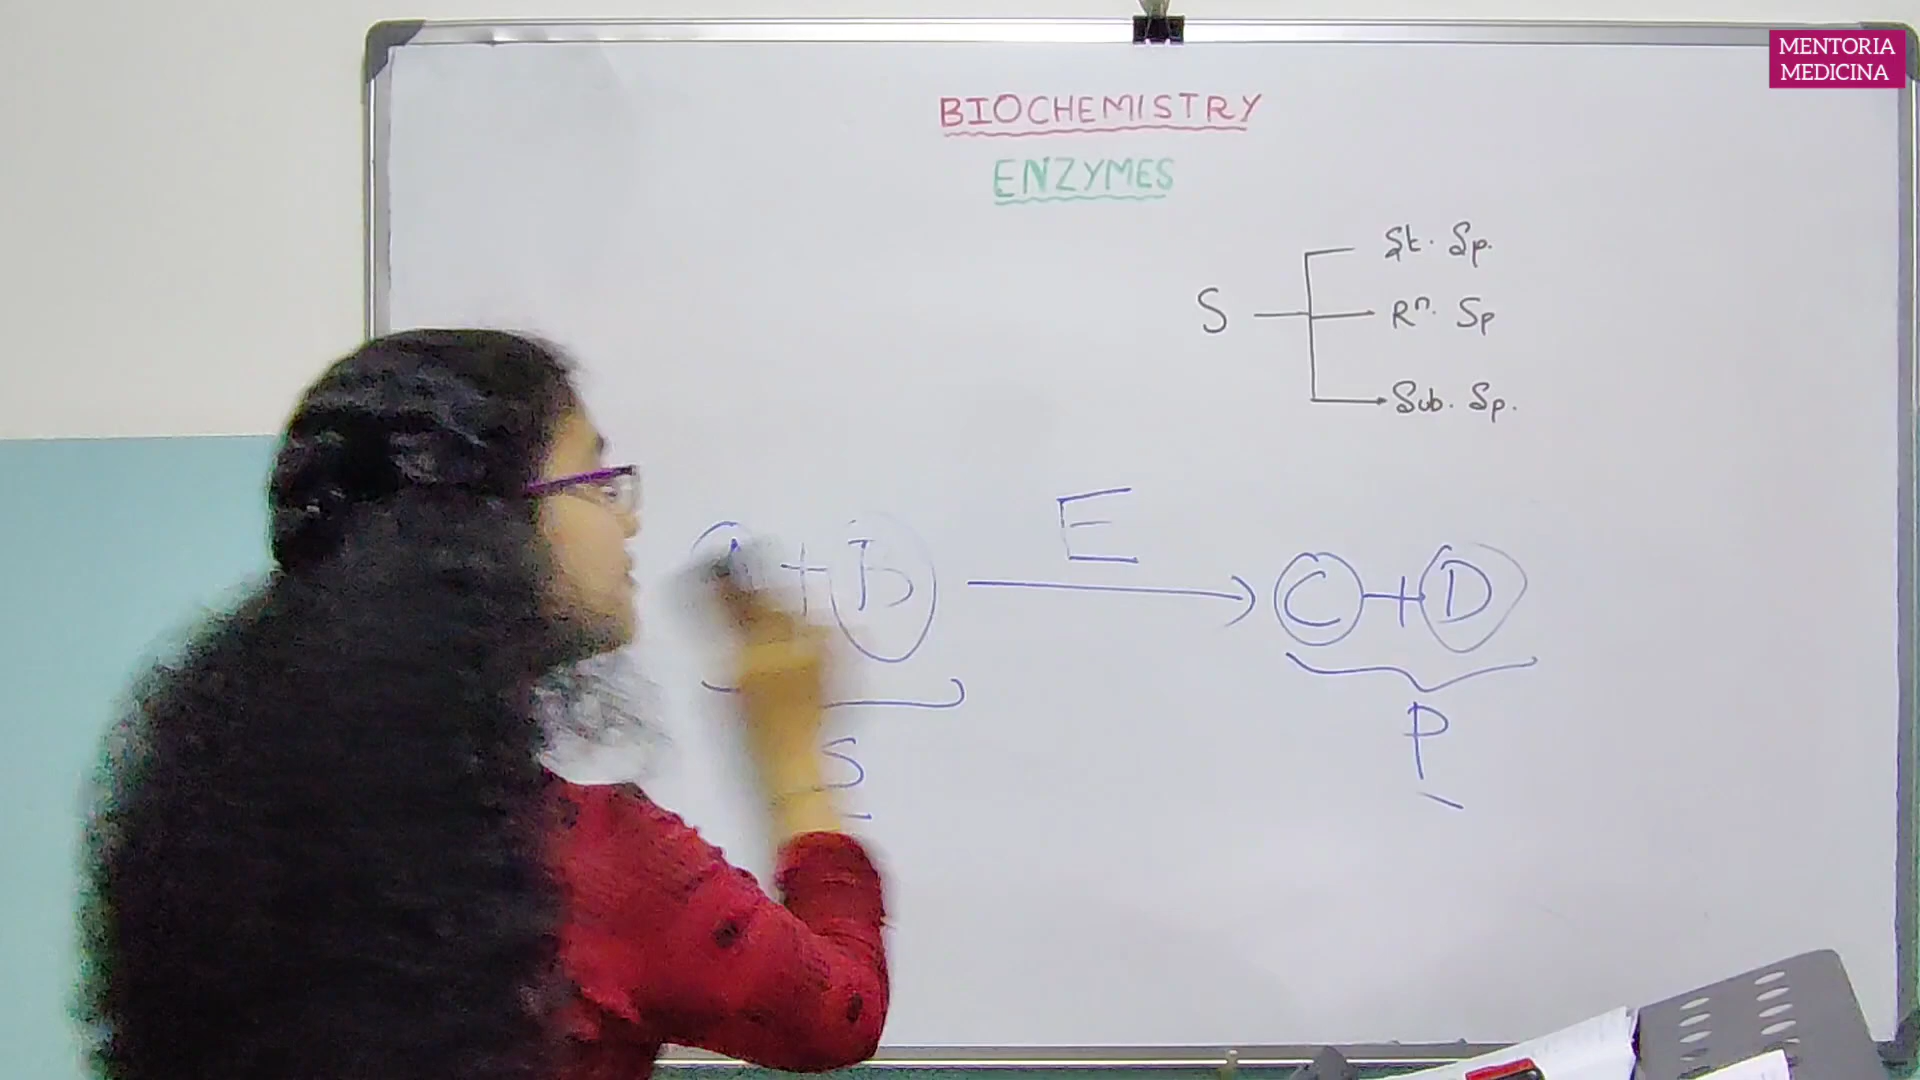 MENTORIA
MEDICINA
BIOCHEMISTRY
ENZYMES
St. Sp.
S
Rⁿ. Sp
Sub. Sp.
E
+ B
C + D
S
P